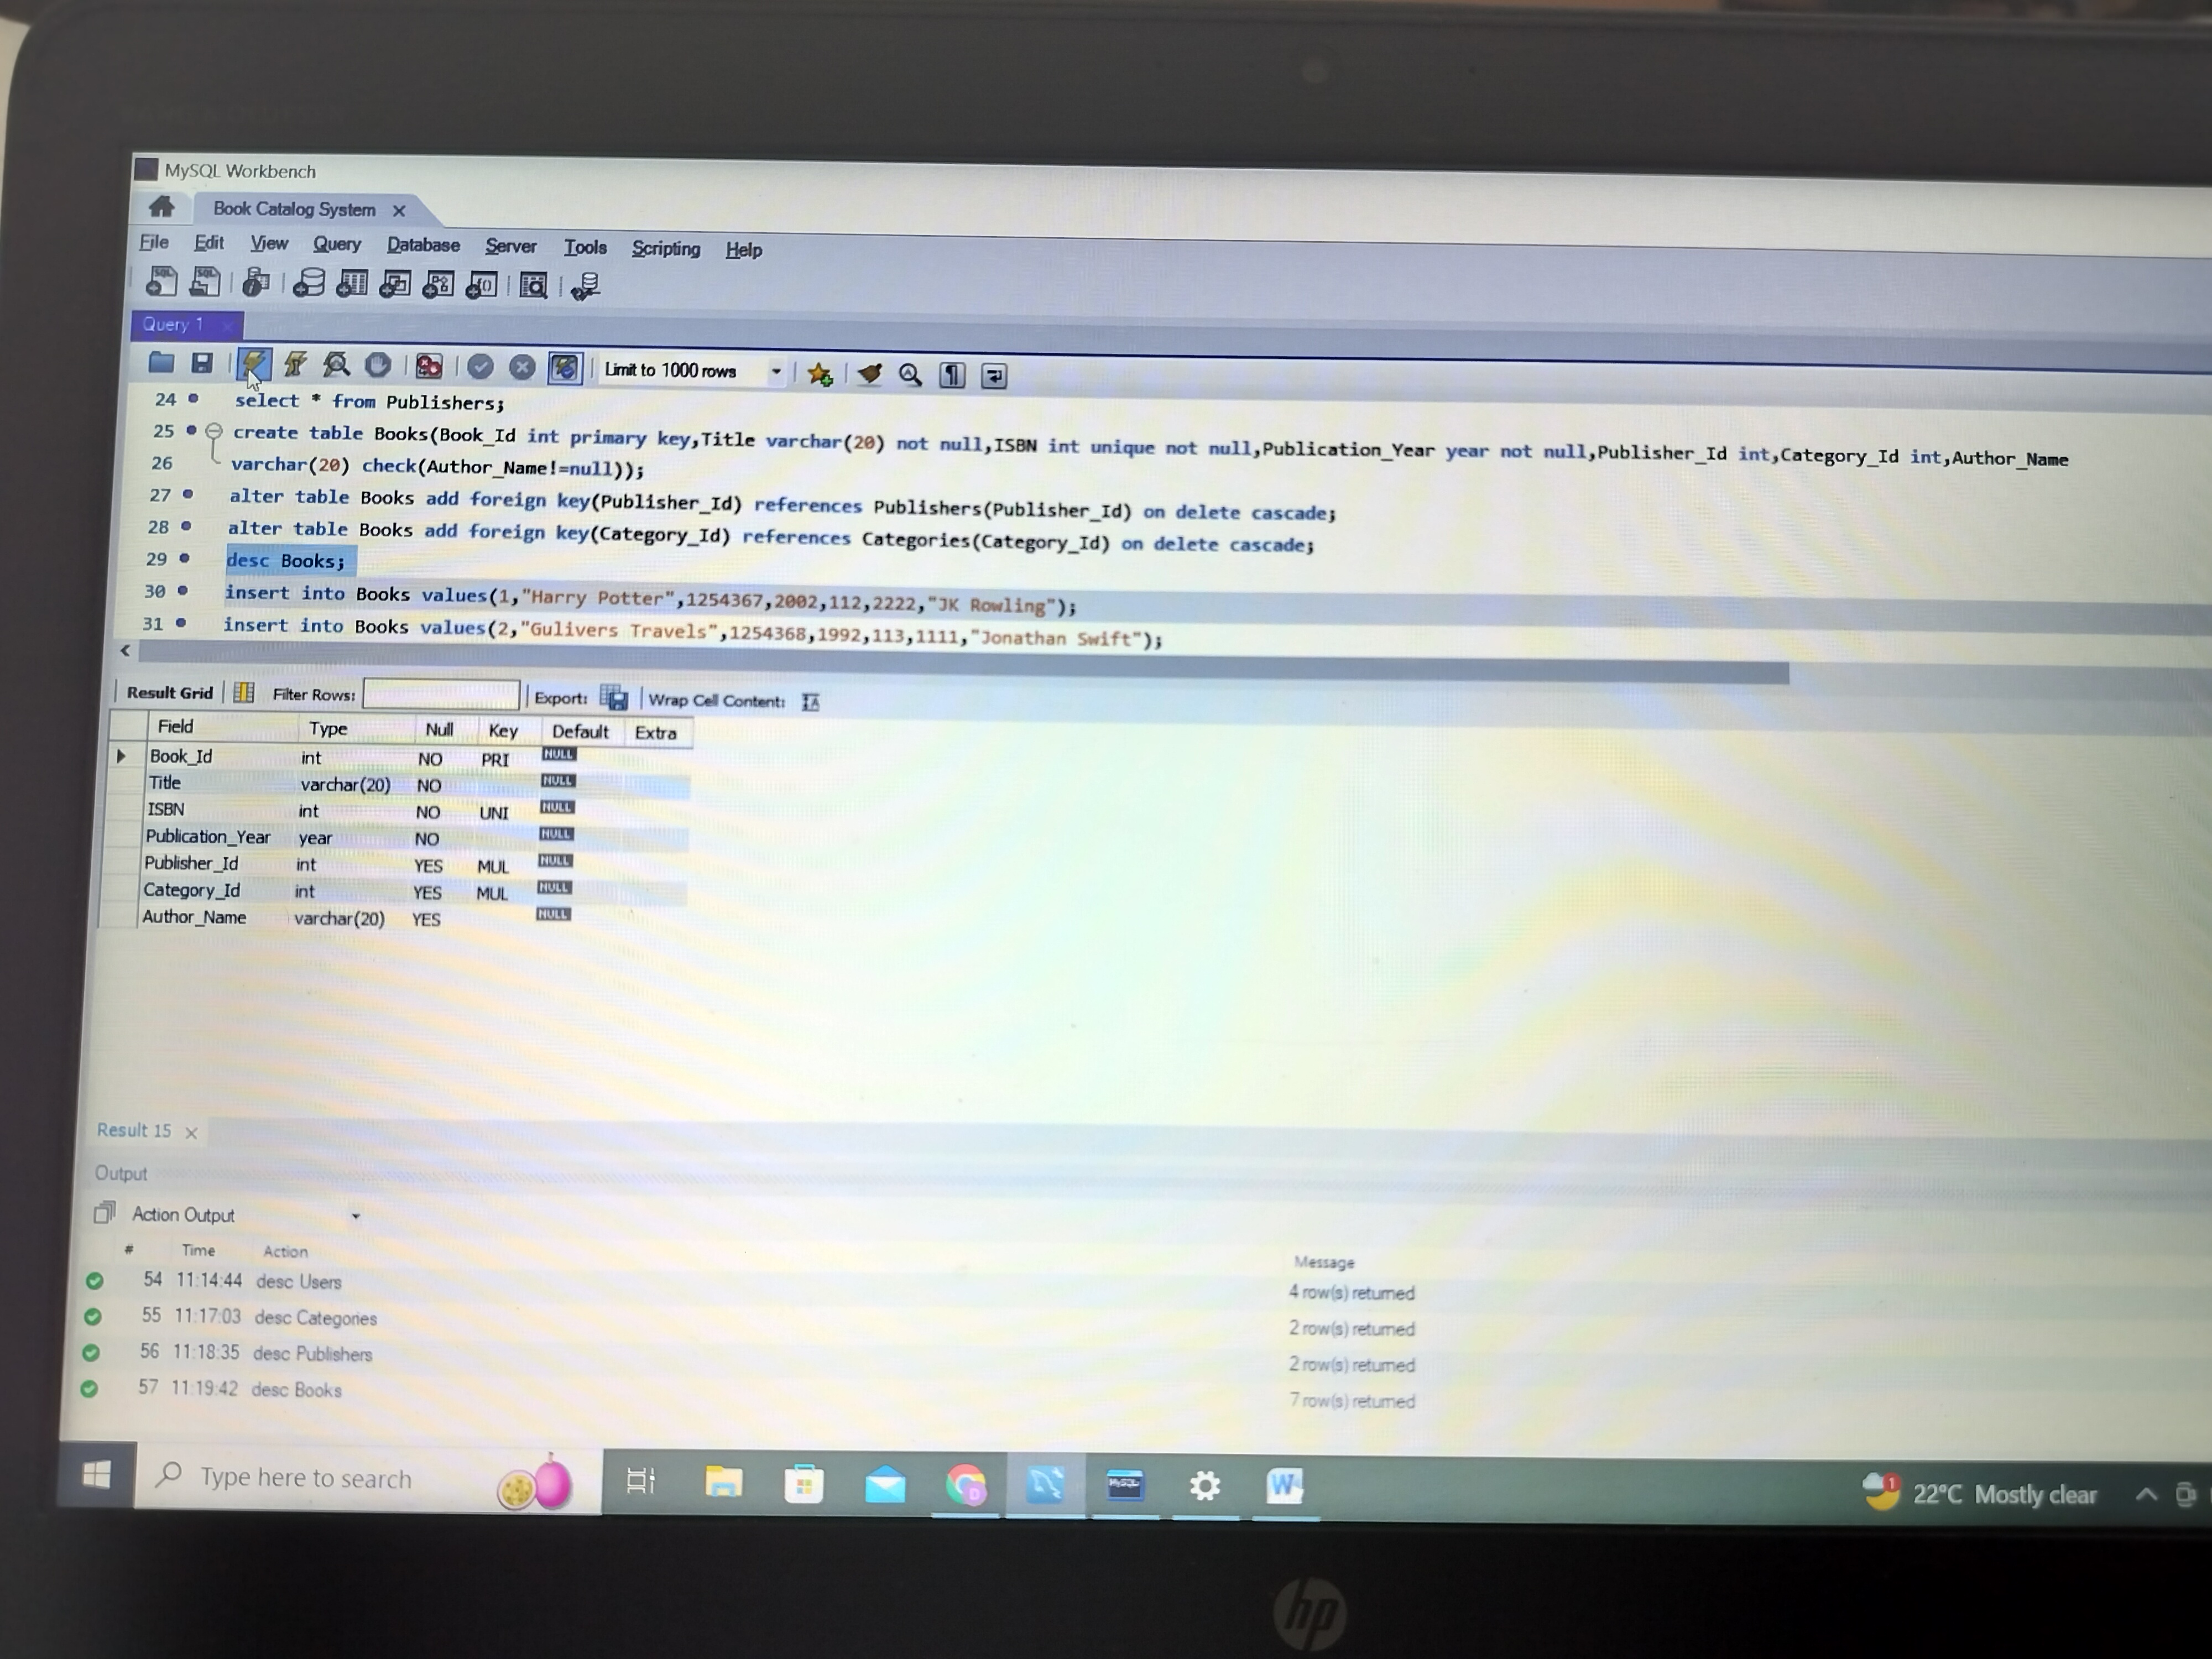 MySQL Workbench
Book Catalog System
File Edit View Query Database Server Tools Scripting Help
Query 1
Limit to 1000 rows
24 select * from Publishers;
25 create table Books(Book_Id int primary key,Title varchar(20) not null,ISBN int unique not null,Publication_Year year not null,Publisher_Id int,Category_Id int,Author_Name
26 varchar(20) check(Author_Name!=null));
27 alter table Books add foreign key(Publisher_Id) references Publishers(Publisher_Id) on delete cascade;
28 alter table Books add foreign key(Category_Id) references Categories(Category_Id) on delete cascade;
29 desc Books;
30 insert into Books values(1,"Harry Potter",1254367,2002,112,2222,"JK Rowling");
31 insert into Books values(2,"Gulivers Travels",1254368,1992,113,1111,"Jonathan Swift");
Result Grid Filter Rows: Export: Wrap Cell Content: IA
Field Type Null Key Default Extra
Book_Id int NO PRI NULL
Title varchar(20) NO NULL
ISBN int NO UNI NULL
Publication_Year year NO NULL
Publisher_Id int YES MUL NULL
Category_Id int YES MUL NULL
Author_Name varchar(20) YES NULL
Result 15
Output
Action Output
# Time Action Message
54 11:14:44 desc Users 4 row(s) returned
55 11:17:03 desc Categories 2 row(s) returned
56 11:18:35 desc Publishers 2 row(s) returned
57 11:19:42 desc Books 7 row(s) returned
Type here to search
MySQL
W
1
22°C Mostly clear
hp